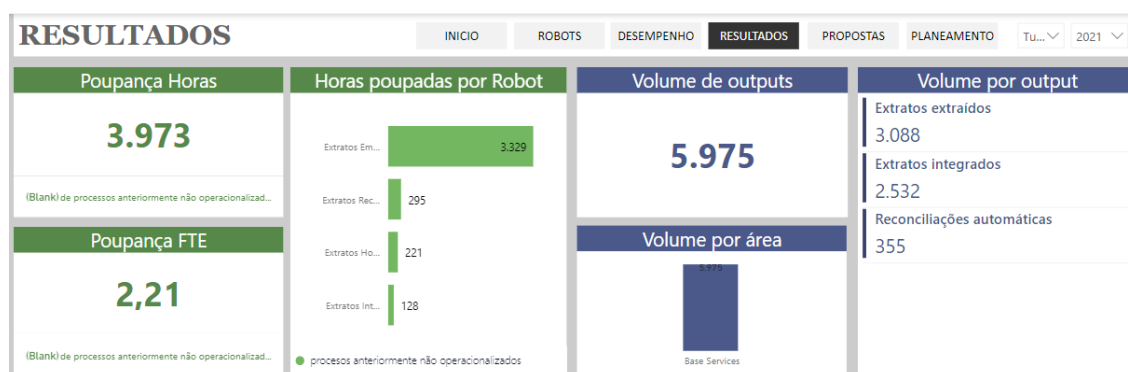 RESULTADOS
INICIO ROBOTS DESEMPENHO RESULTADOS PROPOSTAS PLANEAMENTO Tu... 2021
Poupança Horas
3.973
(Blank) de processos anteriormente não operacionalizad...
Poupança FTE
2,21
(Blank) de processos anteriormente não operacionalizad...
Horas poupadas por Robot
Extratos Em... 3.329
Extratos Rec... 295
Extratos Ho... 221
Extratos Int... 128
procesos anteriormente não operacionalizados
Volume de outputs
5.975
Volume por área
5.975
Base Services
Volume por output
Extratos extraídos
3.088
Extratos integrados
2.532
Reconciliações automáticas
355